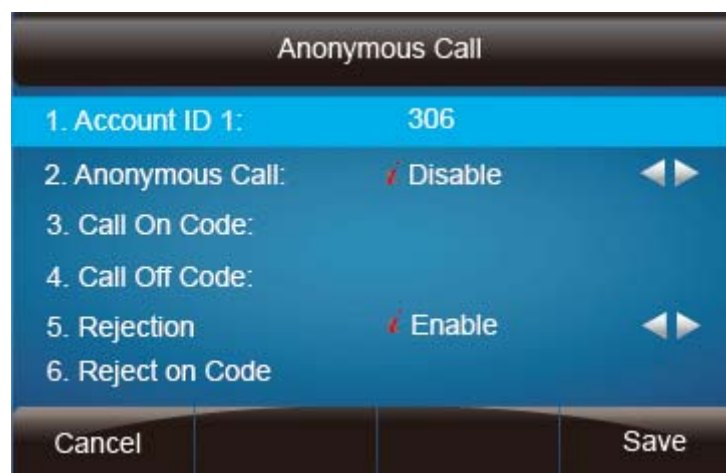 Anonymous Call
1. Account ID 1: 306
2. Anonymous Call: i Disable
3. Call On Code:
4. Call Off Code:
5. Rejection i Enable
6. Reject on Code
Cancel Save